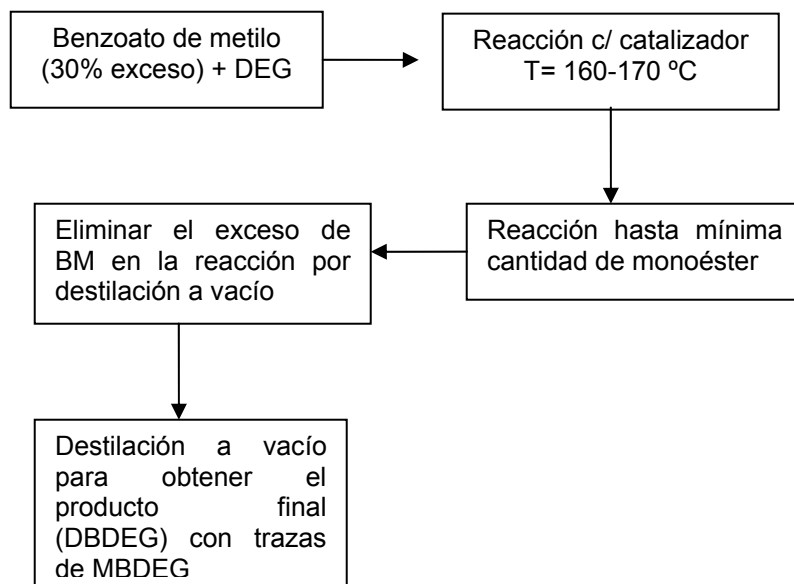 Benzoato de metilo
(30% exceso) + DEG
Reacción c/ catalizador
T= 160-170 ºC
Reacción hasta mínima
cantidad de monoéster
Eliminar el exceso de
BM en la reacción por
destilación a vacío
Destilación a vacío
para obtener el
producto final
(DBDEG) con trazas
de MBDEG